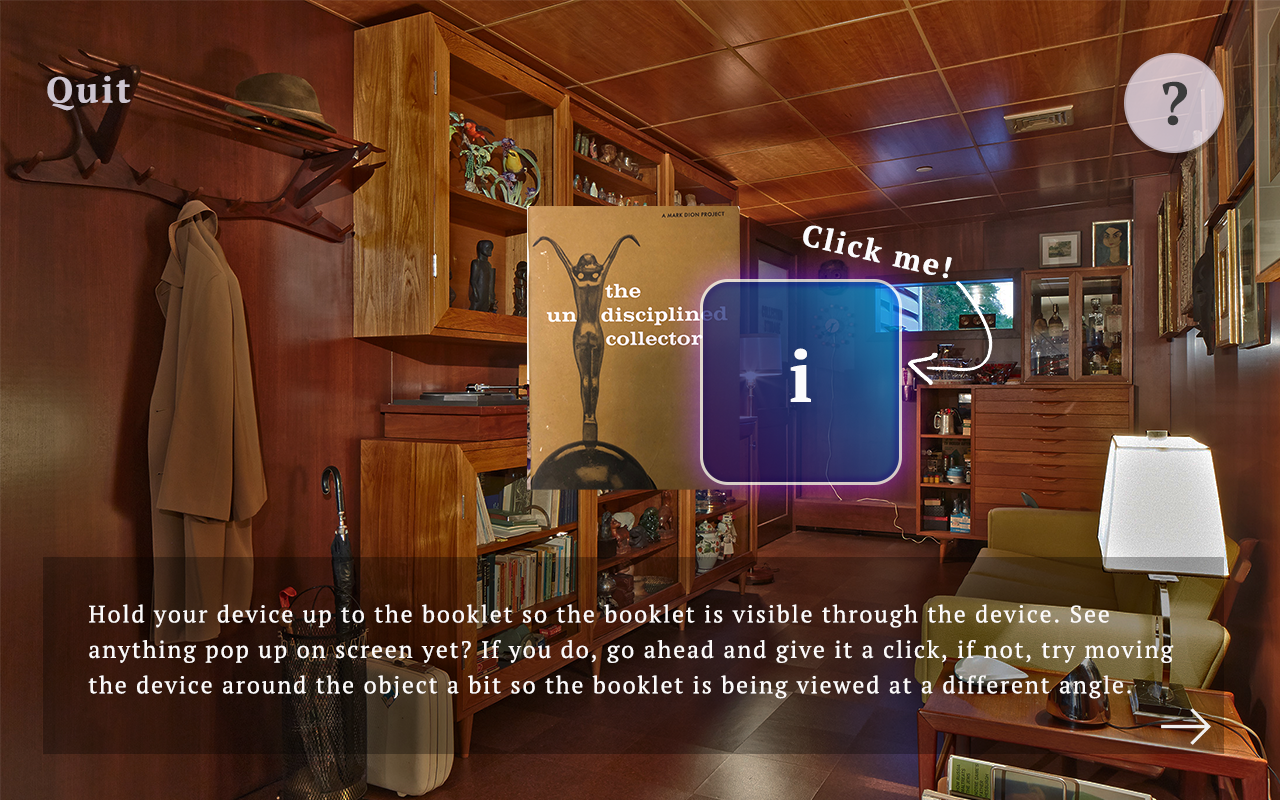 Quit
?
A MARK DION PROJECT
the
undisciplined
collector
Click me!
i
Hold your device up to the booklet so the booklet is visible through the device. See
anything pop up on screen yet? If you do, go ahead and give it a click, if not, try moving
the device around the object a bit so the booklet is being viewed at a different angle.